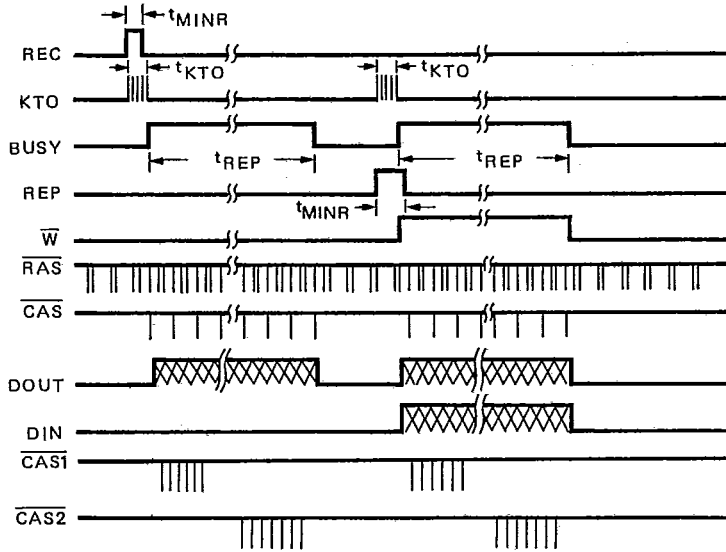 tMINR
REC
tKTO
tKTO
KTO
BUSY
tREP
tREP
REP
tMINR
W
RAS
CAS
DOUT
DIN
CAS1
CAS2